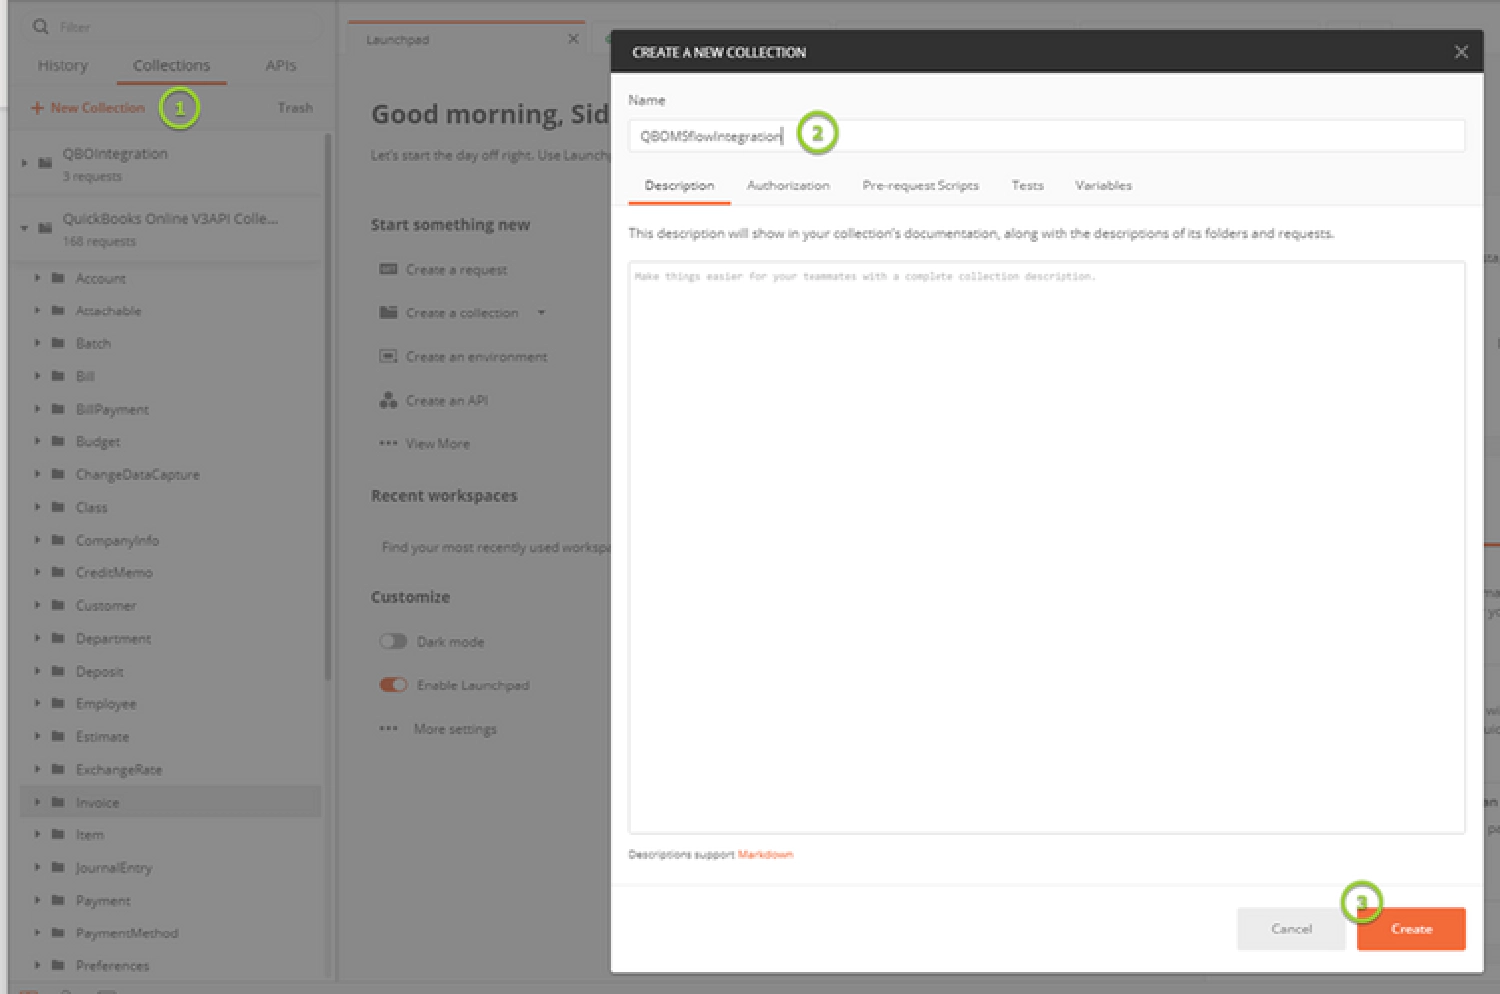 Filter
History Collections APIs
+ New Collection 1 Trash
QBOIntegration
3 requests
QuickBooks Online V3API Colle...
168 requests
Account
Attachable
Batch
Bill
BillPayment
Budget
ChangeDataCapture
Class
CompanyInfo
CreditMemo
Customer
Department
Deposit
Employee
Estimate
ExchangeRate
Invoice
Item
JournalEntry
Payment
PaymentMethod
Preferences
Launchpad
Good morning, Sid
Let's start the day off right. Use Launchp
Start something new
Create a request
Create a collection
Create an environment
Create an API
View More
Recent workspaces
Find your most recently used workspa
Customize
Dark mode
Enable Launchpad
More settings
CREATE A NEW COLLECTION
Name
QBOMSflowIntegration 2
Description Authorization Pre-request Scripts Tests Variables
This description will show in your collection's documentation, along with the descriptions of its folders and requests.
Make things easier for your teammates with a complete collection description.
Descriptions support Markdown
3
Cancel Create